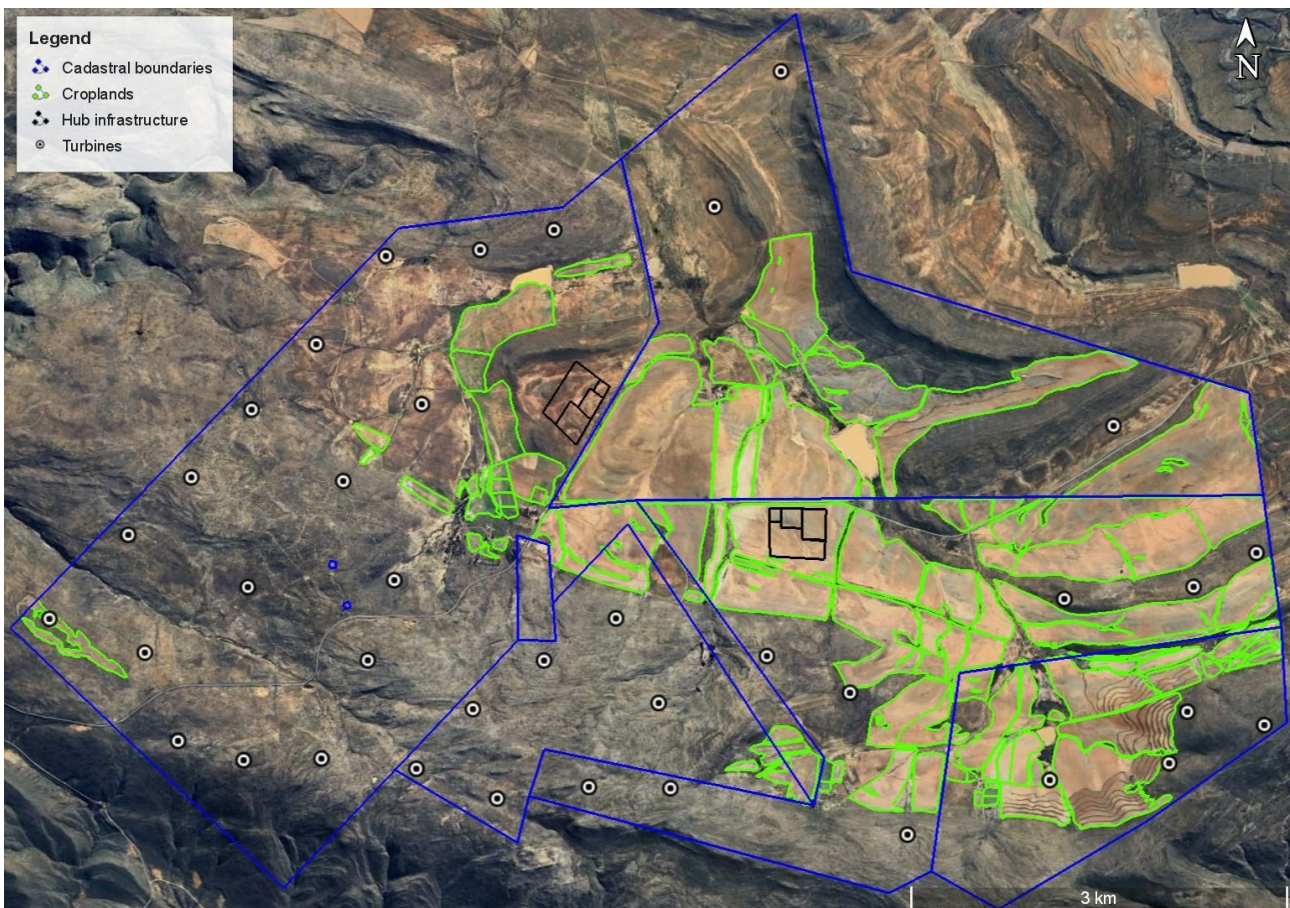 Legend
Cadastral boundaries
Croplands
Hub infrastructure
Turbines
N
3 km